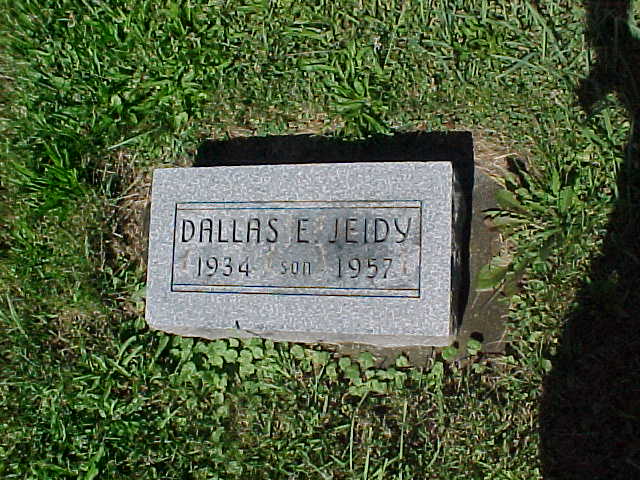 DALLAS E. JEIDY
1934 SON 1957